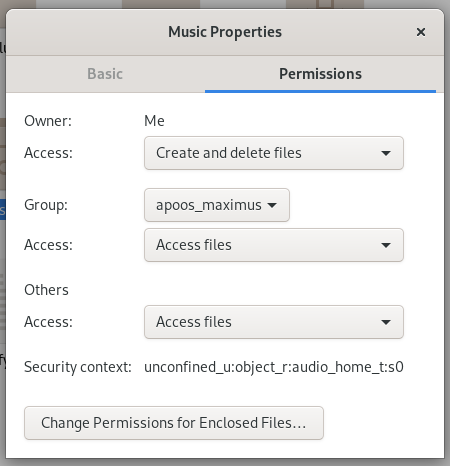 Music Properties
Basic
Permissions
Owner: Me
Access: Create and delete files
Group: apoos_maximus
Access: Access files
Others
Access: Access files
Security context: unconfined_u:object_r:audio_home_t:s0
Change Permissions for Enclosed Files…